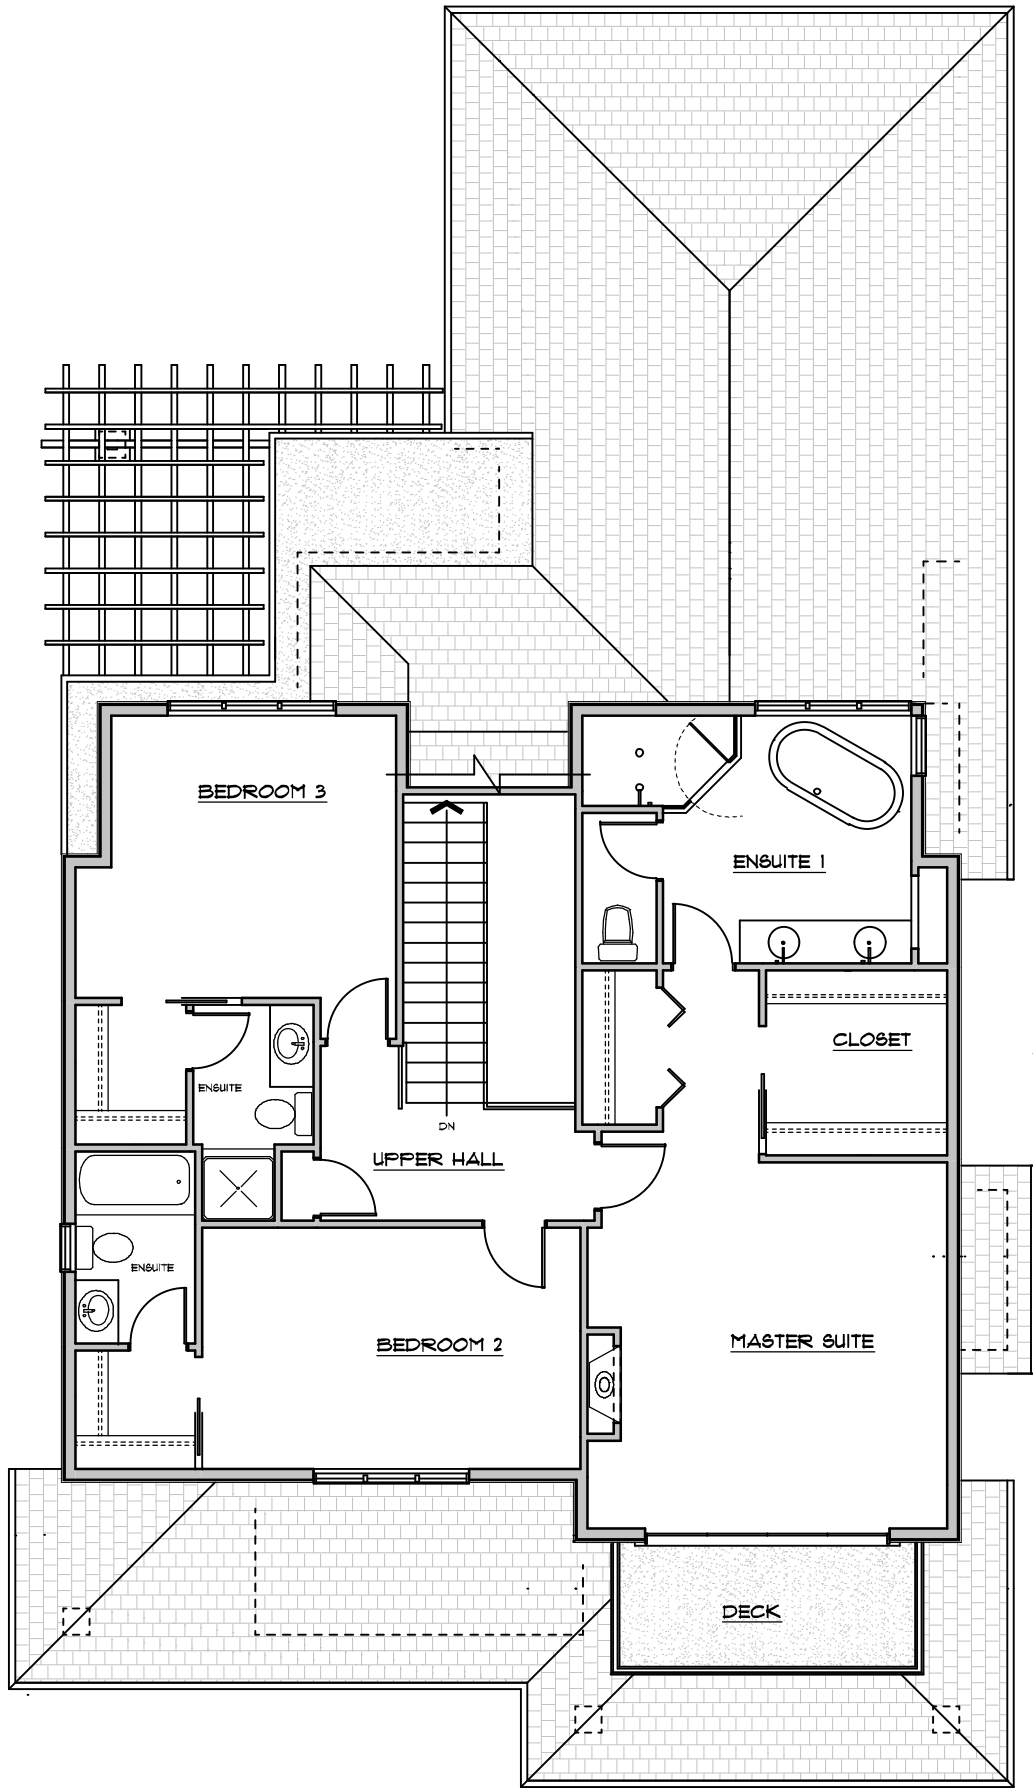 BEDROOM 3
ENSUITE 1
CLOSET
ENSUITE
DN
UPPER HALL
ENSUITE
BEDROOM 2
MASTER SUITE
DECK